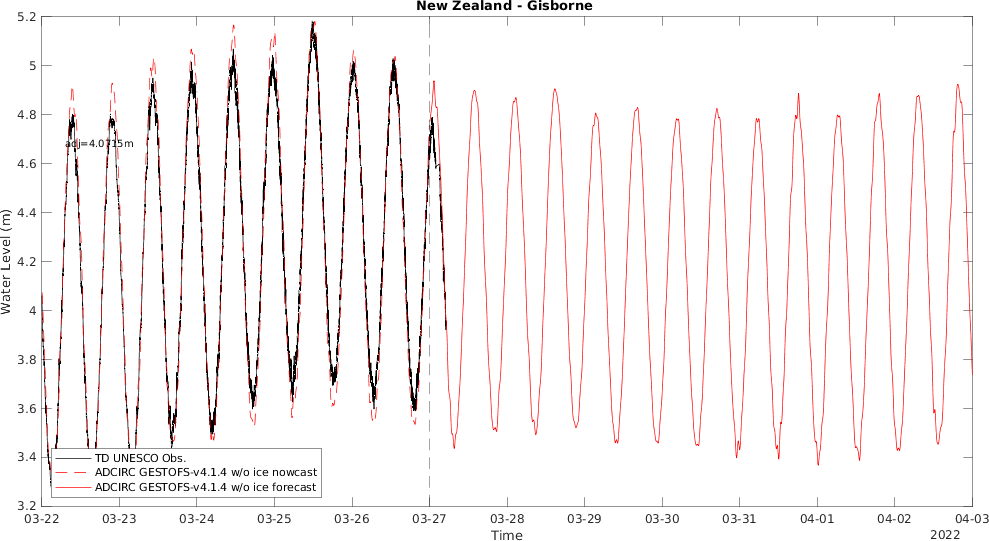 New Zealand - Gisborne
5.2
5
4.8
4.6
4.4
4.2
4
3.8
3.6
3.4
3.2
Water Level (m)
adj=4.0715m
TD UNESCO Obs.
ADCIRC GESTOFS-v4.1.4 w/o ice nowcast
ADCIRC GESTOFS-v4.1.4 w/o ice forecast
03-22 03-23 03-24 03-25 03-26 03-27 03-28 03-29 03-30 03-31 04-01 04-02 04-03
Time
2022